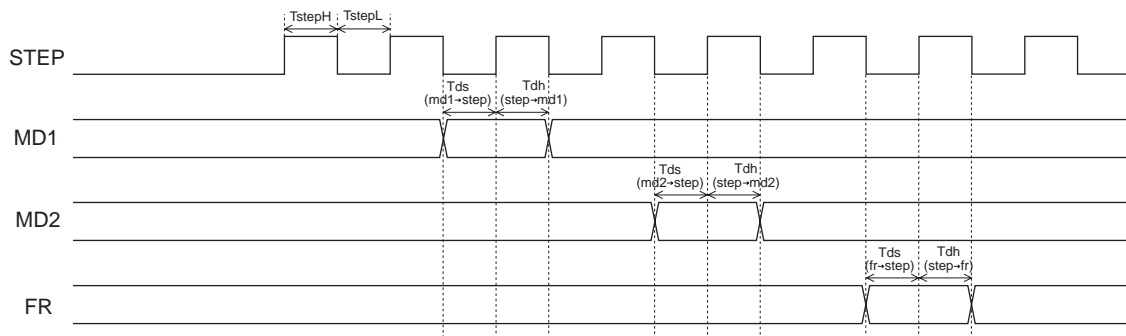 TstepH TstepL
STEP
Tds Tdh
(md1→step) (step→md1)
MD1
Tds Tdh
(md2→step) (step→md2)
MD2
Tds Tdh
(fr→step) (step→fr)
FR